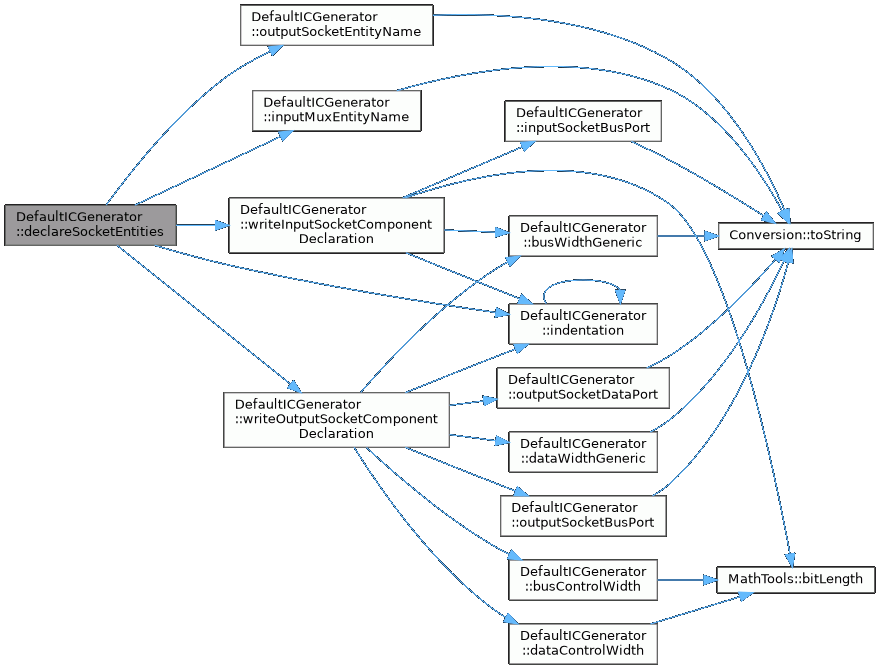 DefaultICGenerator
::outputSocketEntityName
DefaultICGenerator
::inputMuxEntityName
DefaultICGenerator
::inputSocketBusPort
DefaultICGenerator
::declareSocketEntities
DefaultICGenerator
::writeInputSocketComponent
Declaration
DefaultICGenerator
::busWidthGeneric
Conversion::toString
DefaultICGenerator
::indentation
DefaultICGenerator
::outputSocketDataPort
DefaultICGenerator
::writeOutputSocketComponent
Declaration
DefaultICGenerator
::dataWidthGeneric
DefaultICGenerator
::outputSocketBusPort
DefaultICGenerator
::busControlWidth
MathTools::bitLength
DefaultICGenerator
::dataControlWidth